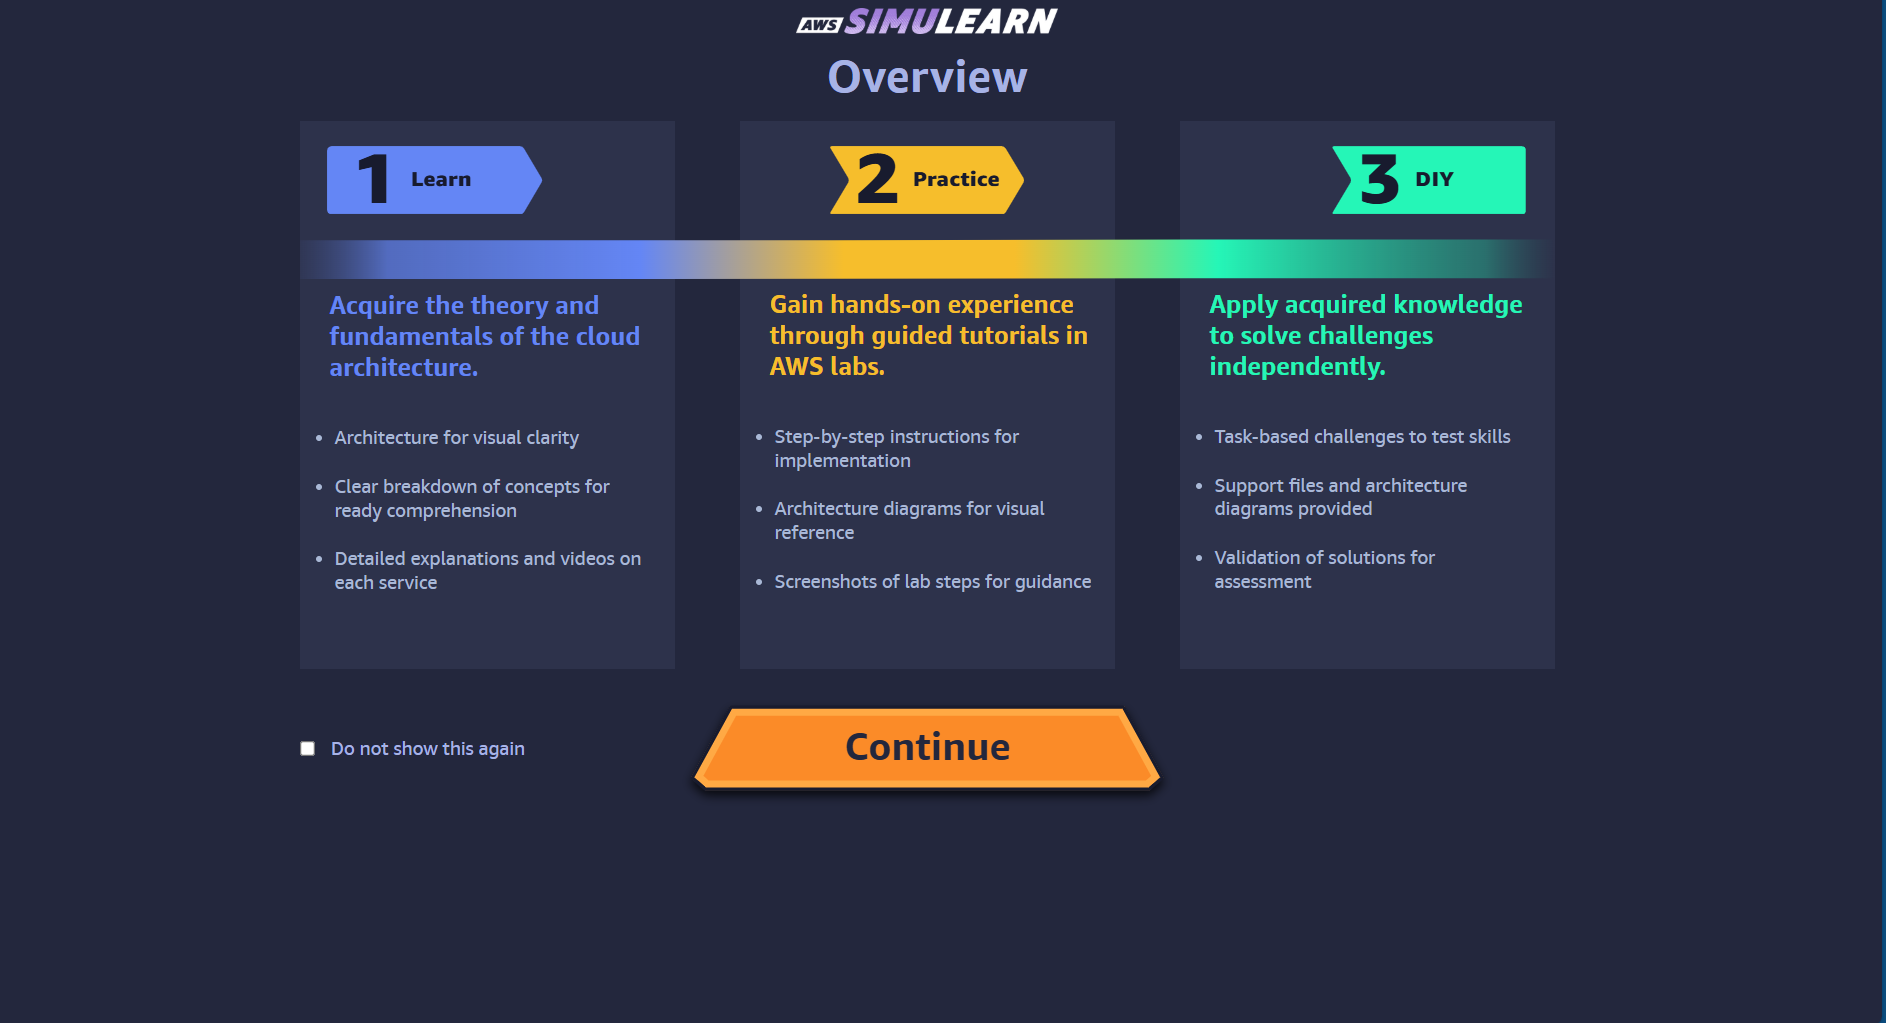 AWS SIMULEARN
Overview
1 Learn
Acquire the theory and
fundamentals of the cloud
architecture.
• Architecture for visual clarity
• Clear breakdown of concepts for
ready comprehension
• Detailed explanations and videos on
each service
2 Practice
Gain hands-on experience
through guided tutorials in
AWS labs.
• Step-by-step instructions for
implementation
• Architecture diagrams for visual
reference
• Screenshots of lab steps for guidance
3 DIY
Apply acquired knowledge
to solve challenges
independently.
• Task-based challenges to test skills
• Support files and architecture
diagrams provided
• Validation of solutions for
assessment
Do not show this again
Continue